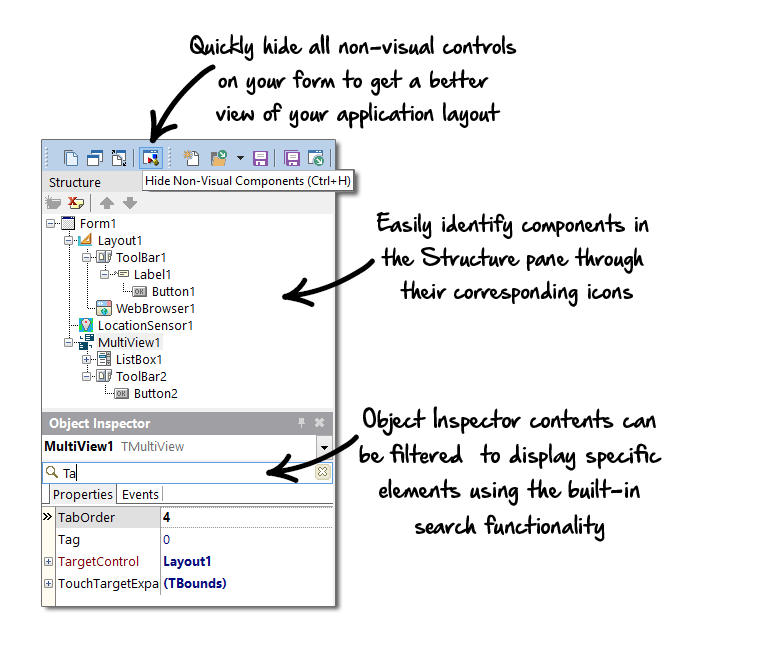 Quickly hide all non-visual controls
on your form to get a better
view of your application layout
Structure
Hide Non-Visual Components (Ctrl+H)
Form1
Layout1
ToolBar1
Label1
OK Button1
WebBrowser1
LocationSensor1
MultiView1
ListBox1
ToolBar2
OK Button2
Easily identify components in
the Structure pane through
their corresponding icons
Object Inspector
MultiView1 TMultiView
Ta
Properties Events
TabOrder 4
Tag 0
TargetControl Layout1
TouchTargetExpa (TBounds)
Object Inspector contents can
be filtered to display specific
elements using the built-in
search functionality